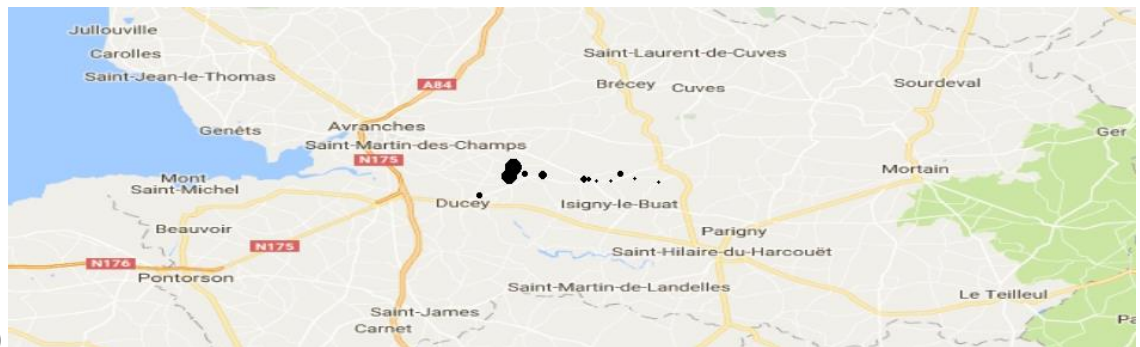 Jullouville
Carolles
Saint-Jean-le-Thomas
A84
Saint-Laurent-de-Cuves
Brécey
Cuves
Sourdeval
Genêts
Avranches
Ger
Saint-Martin-des-Champs
N175
Mortain
Mont
Saint-Michel
Ducey
Isigny-le-Buat
Beauvoir
Parigny
N175
Saint-Hilaire-du-Harcouët
N176
Pontorson
Saint-Martin-de-Landelles
Le Teilleul
Saint-James
Carnet
Pa